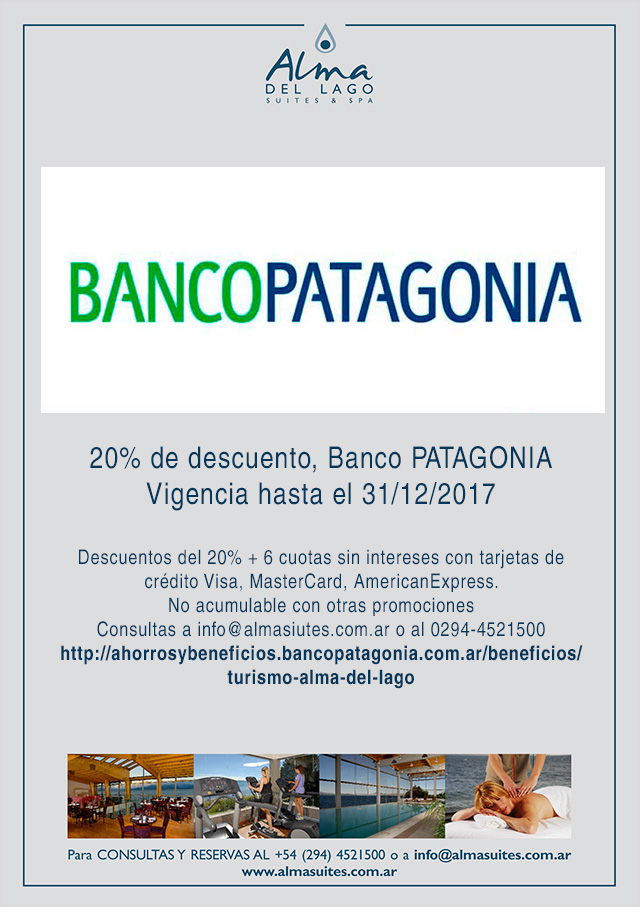 Alma
DEL LAGO
SUITES & SPA
BANCOPATAGONIA
20% de descuento, Banco PATAGONIA
Vigencia hasta el 31/12/2017
Descuentos del 20% + 6 cuotas sin intereses con tarjetas de
crédito Visa, MasterCard, AmericanExpress.
No acumulable con otras promociones
Consultas a info@almasiutes.com.ar o al 0294-4521500
http://ahorrosybeneficios.bancopatagonia.com.ar/beneficios/
turismo-alma-del-lago
Para CONSULTAS Y RESERVAS AL +54 (294) 4521500 o a info@almasuites.com.ar
www.almasuites.com.ar